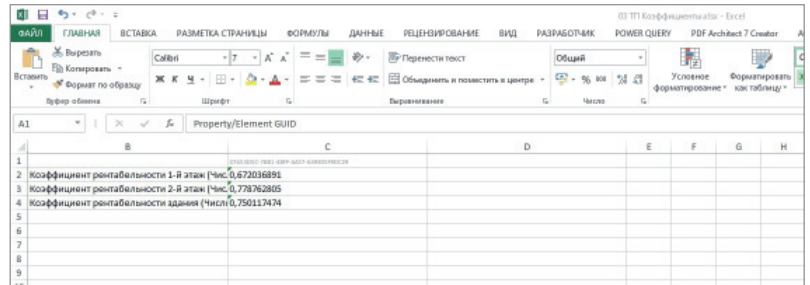 03 ТП Коэффициенты.xlsx - Excel
ФАЙЛ ГЛАВНАЯ ВСТАВКА РАЗМЕТКА СТРАНИЦЫ ФОРМУЛЫ ДАННЫЕ РЕЦЕНЗИРОВАНИЕ ВИД РАЗРАБОТЧИК POWER QUERY PDF Architect 7 Creator
Вырезать
Копировать
Формат по образцу
Вставить
Буфер обмена
Calibri 7
Ж К Ч
Шрифт
Перенести текст
Объединить и поместить в центре
Выравнивание
Общий
% 000
Число
Условное форматирование
Форматировать как таблицу
A1 fx Property/Element GUID
B C D E F G H
1
2 Коэффициент рентабельности 1-й этаж (Чис 0,672036891
3 Коэффициент рентабельности 2-й этаж (Чис 0,778762805
4 Коэффициент рентабельности здания (Числ 0,750117474
5
6
7
8
9